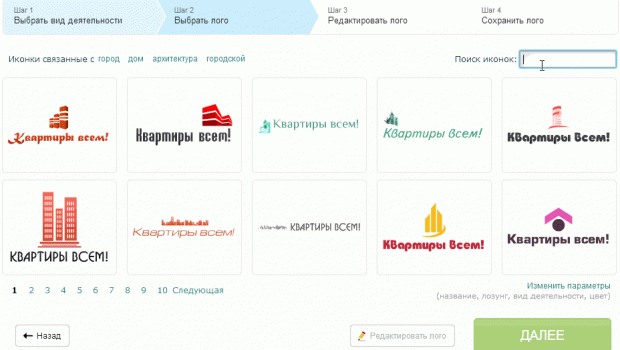 Шаг 1
Выбрать вид деятельности
Шаг 2
Выбрать лого
Шаг 3
Редактировать лого
Шаг 4
Сохранить лого
Иконки связанные с город дом архитектура городской
Поиск иконок:
Квартиры всем!
Квартиры всем!
Квартиры всем!
Квартиры всем!
Квартиры всем!
КВАРТИРЫ ВСЕМ!
Квартиры всем!
КВАРТИРЫ ВСЕМ!
Квартиры Всем!
Квартиры всем!
1 2 3 4 5 6 7 8 9 10 Следующая
Изменить параметры
(название, лозунг, вид деятельности, цвет)
Назад
Редактировать лого
ДАЛЕЕ